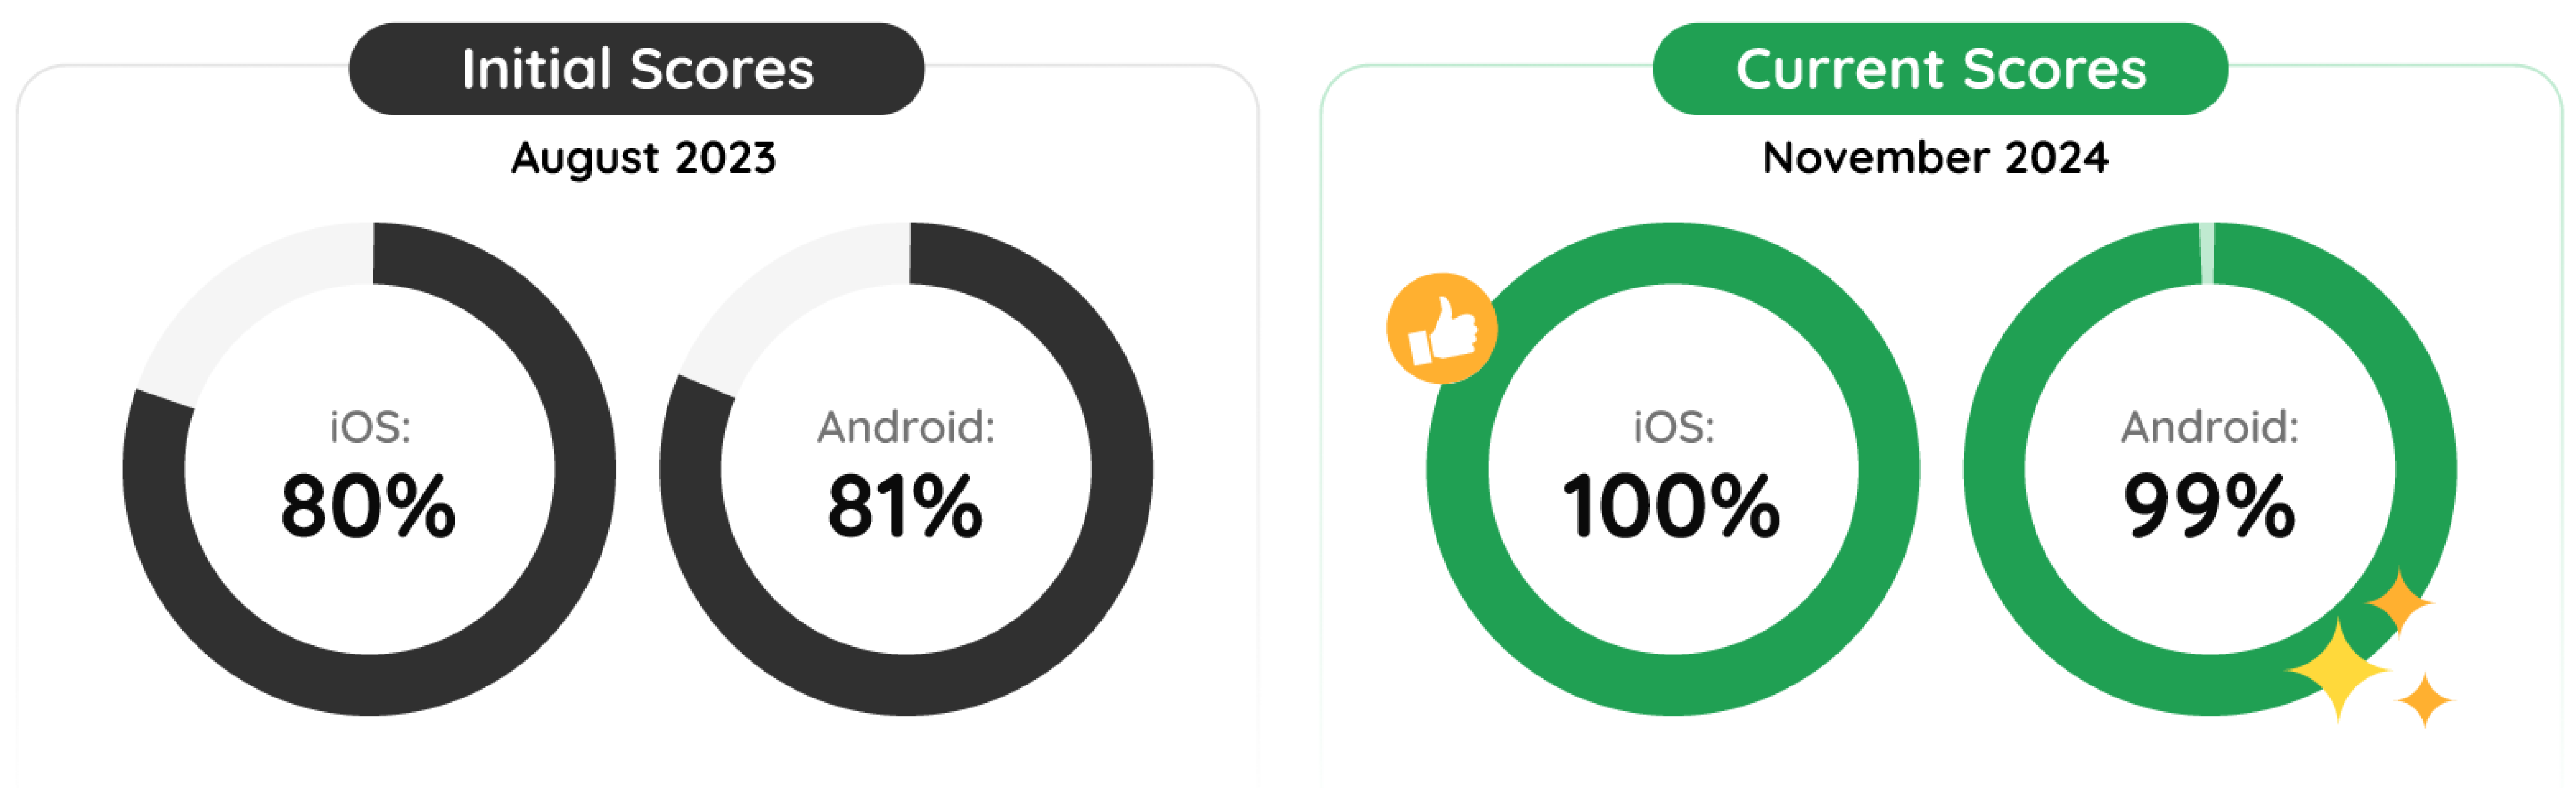 Initial Scores
August 2023
iOS:
80%
Android:
81%
Current Scores
November 2024
iOS:
100%
Android:
99%